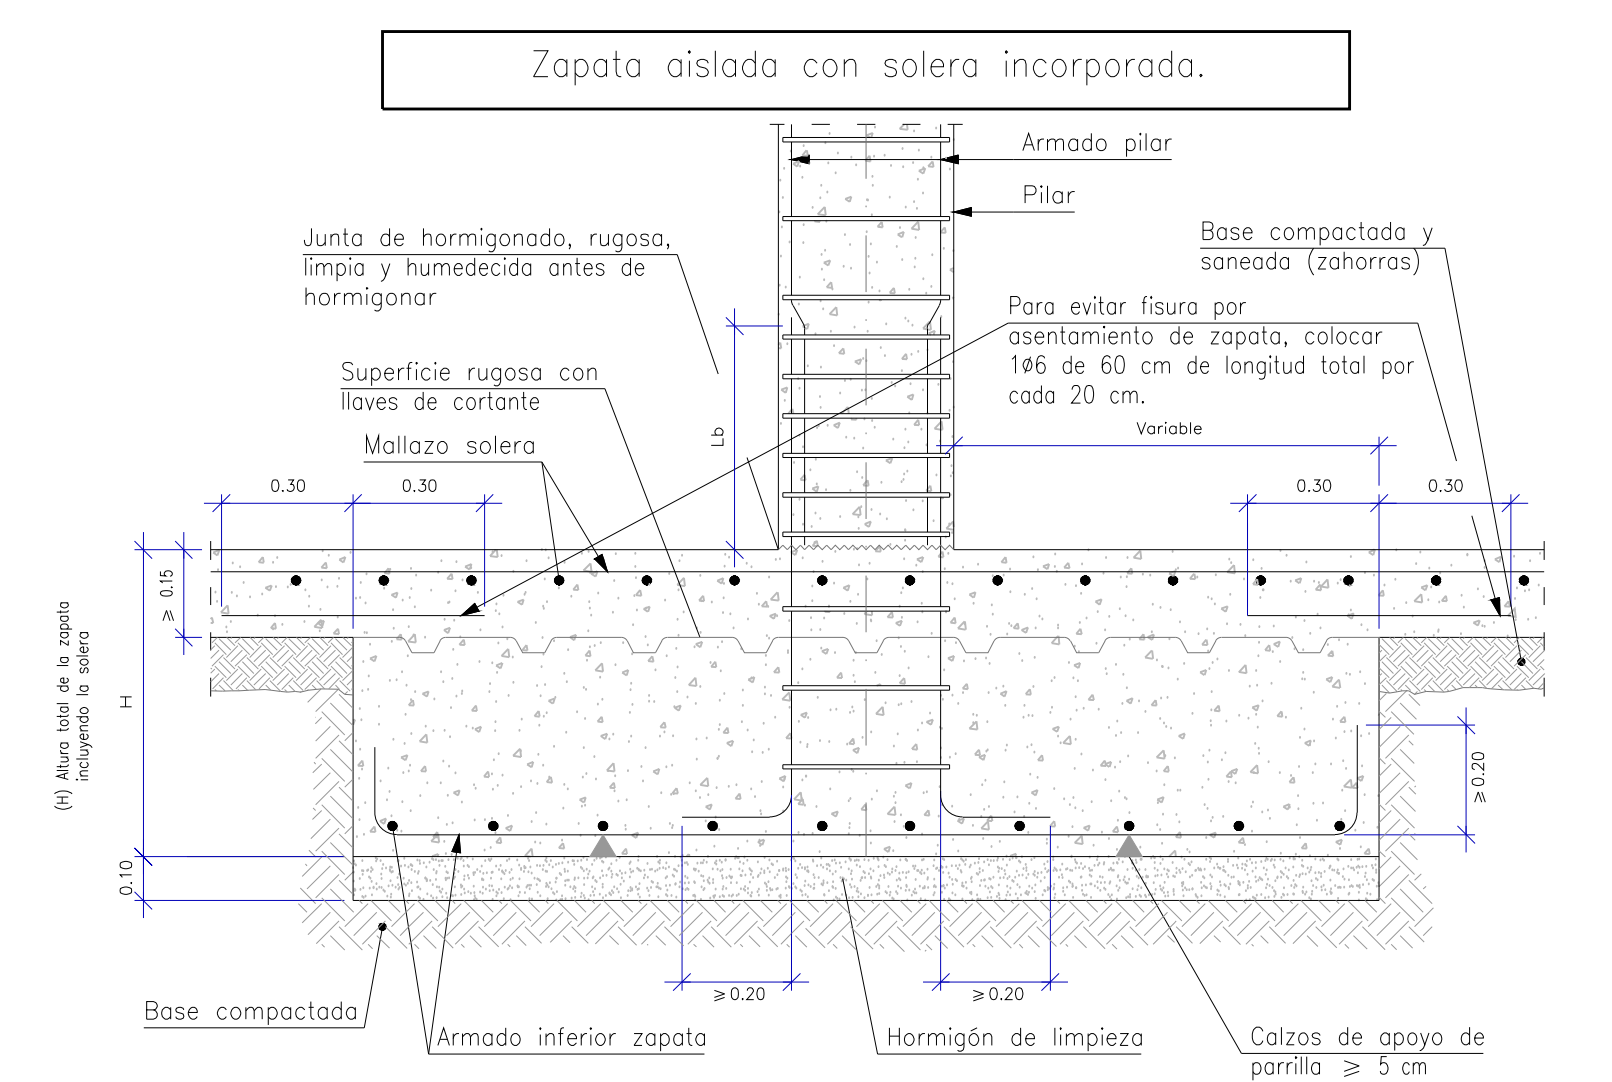 Zapata aislada con solera incorporada.
Armado pilar
Pilar
Junta de hormigonado, rugosa,
limpia y humedecida antes de
hormigonar
Base compactada y
saneada (zahorras)
Para evitar fisura por
asentamiento de zapata, colocar
1ø6 de 60 cm de longitud total por
cada 20 cm.
Superficie rugosa con
llaves de cortante
Mallazo solera
Lb
Variable
0.30
0.30
0.30
0.30
⩾ 0.15
(H) Altura total de la zapata
incluyendo la solera
H
0.10
⩾0.20
⩾0.20
⩾0.20
Base compactada
Armado inferior zapata
Hormigón de limpieza
Calzos de apoyo de
parrilla ⩾ 5 cm